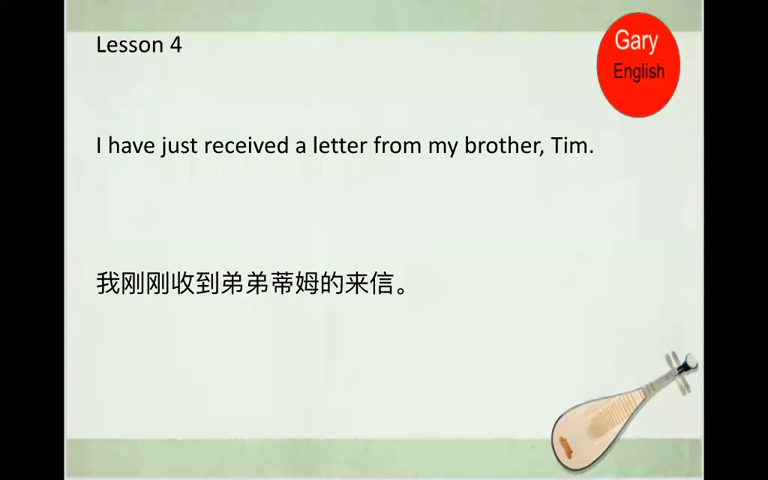 Lesson 4
Gary
English
I have just received a letter from my brother, Tim.
我刚刚收到弟弟蒂姆的来信。